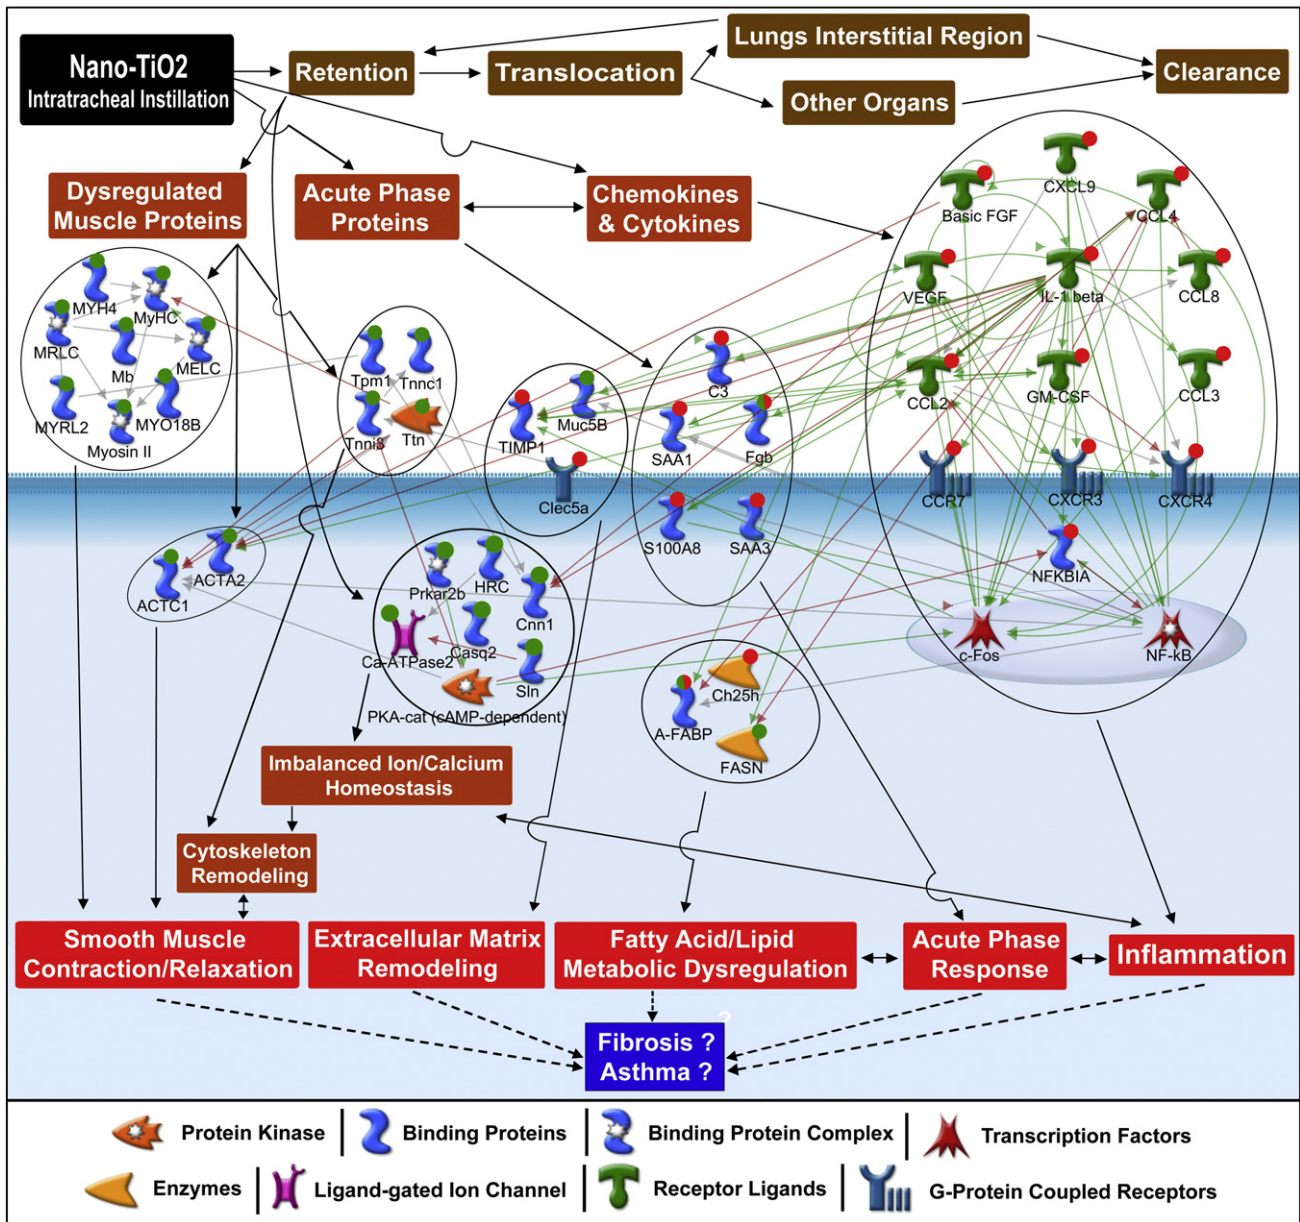 Nano-TiO2
Intratracheal Instillation
Retention
Translocation
Lungs Interstitial Region
Other Organs
Clearance
Dysregulated
Muscle Proteins
Acute Phase
Proteins
Chemokines
& Cytokines
MYH4
MyHC
MRLC
Mb
MELC
MYRL2
MYO18B
Myosin II
Tpm1
Tnnc1
Tnni3
Ttn
TIMP1
Muc5B
Clec5a
C3
SAA1
Fgb
S100A8
SAA3
CXCL9
Basic FGF
CCL4
VEGF
IL-1 beta
CCL8
CCL2
GM-CSF
CCL3
CCR7
CXCR3
CXCR4
NFKBIA
c-Fos
NF-kB
ACTA2
ACTC1
Prkar2b
HRC
Cnn1
Ca-ATPase2
Casq2
Sln
PKA-cat (cAMP-dependent)
Ch25h
A-FABP
FASN
Imbalanced Ion/Calcium
Homeostasis
Cytoskeleton
Remodeling
Smooth Muscle
Contraction/Relaxation
Extracellular Matrix
Remodeling
Fatty Acid/Lipid
Metabolic Dysregulation
Acute Phase
Response
Inflammation
?
Fibrosis ?
Asthma ?
Protein Kinase
Binding Proteins
Binding Protein Complex
Transcription Factors
Enzymes
Ligand-gated Ion Channel
Receptor Ligands
G-Protein Coupled Receptors